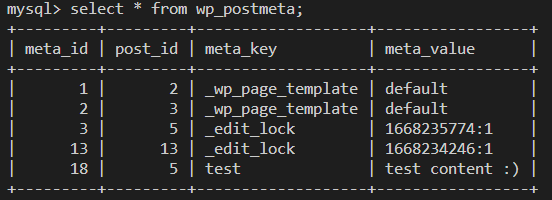 mysql> select * from wp_postmeta;
+---------+---------+-------------------+-----------------+
| meta_id | post_id | meta_key          | meta_value      |
+---------+---------+-------------------+-----------------+
|       1 |       2 | _wp_page_template | default         |
|       2 |       3 | _wp_page_template | default         |
|       3 |       5 | _edit_lock        | 1668235774:1    |
|      13 |      13 | _edit_lock        | 1668234246:1    |
|      18 |       5 | test              | test content :) |
+---------+---------+-------------------+-----------------+